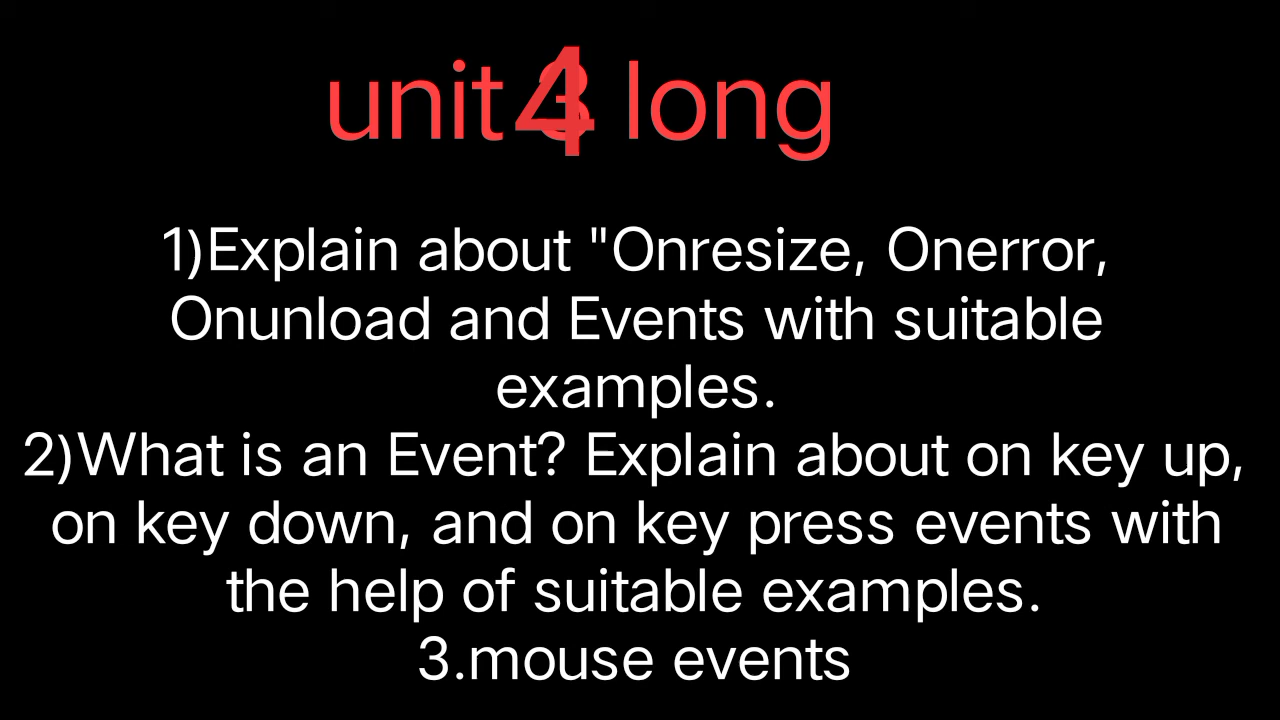 unit 4 long
1)Explain about "Onresize, Onerror,
Onunload and Events with suitable
examples.
2)What is an Event? Explain about on key up,
on key down, and on key press events with
the help of suitable examples.
3.mouse events